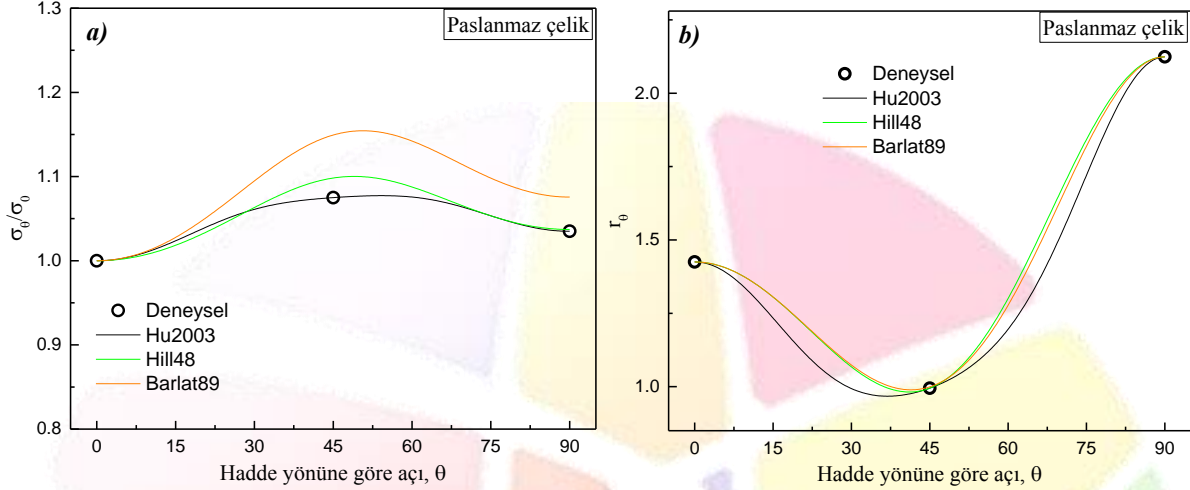 a)
Paslanmaz çelik
1.3
1.2
1.1
1.0
0.9
0.8
σθ/σ0
Deneysel
Hu2003
Hill48
Barlat89
0 15 30 45 60 75 90
Hadde yönüne göre açı, θ
b)
Paslanmaz çelik
Deneysel
Hu2003
Hill48
Barlat89
2.0
1.5
1.0
rθ
0 15 30 45 60 75 90
Hadde yönüne göre açı, θ